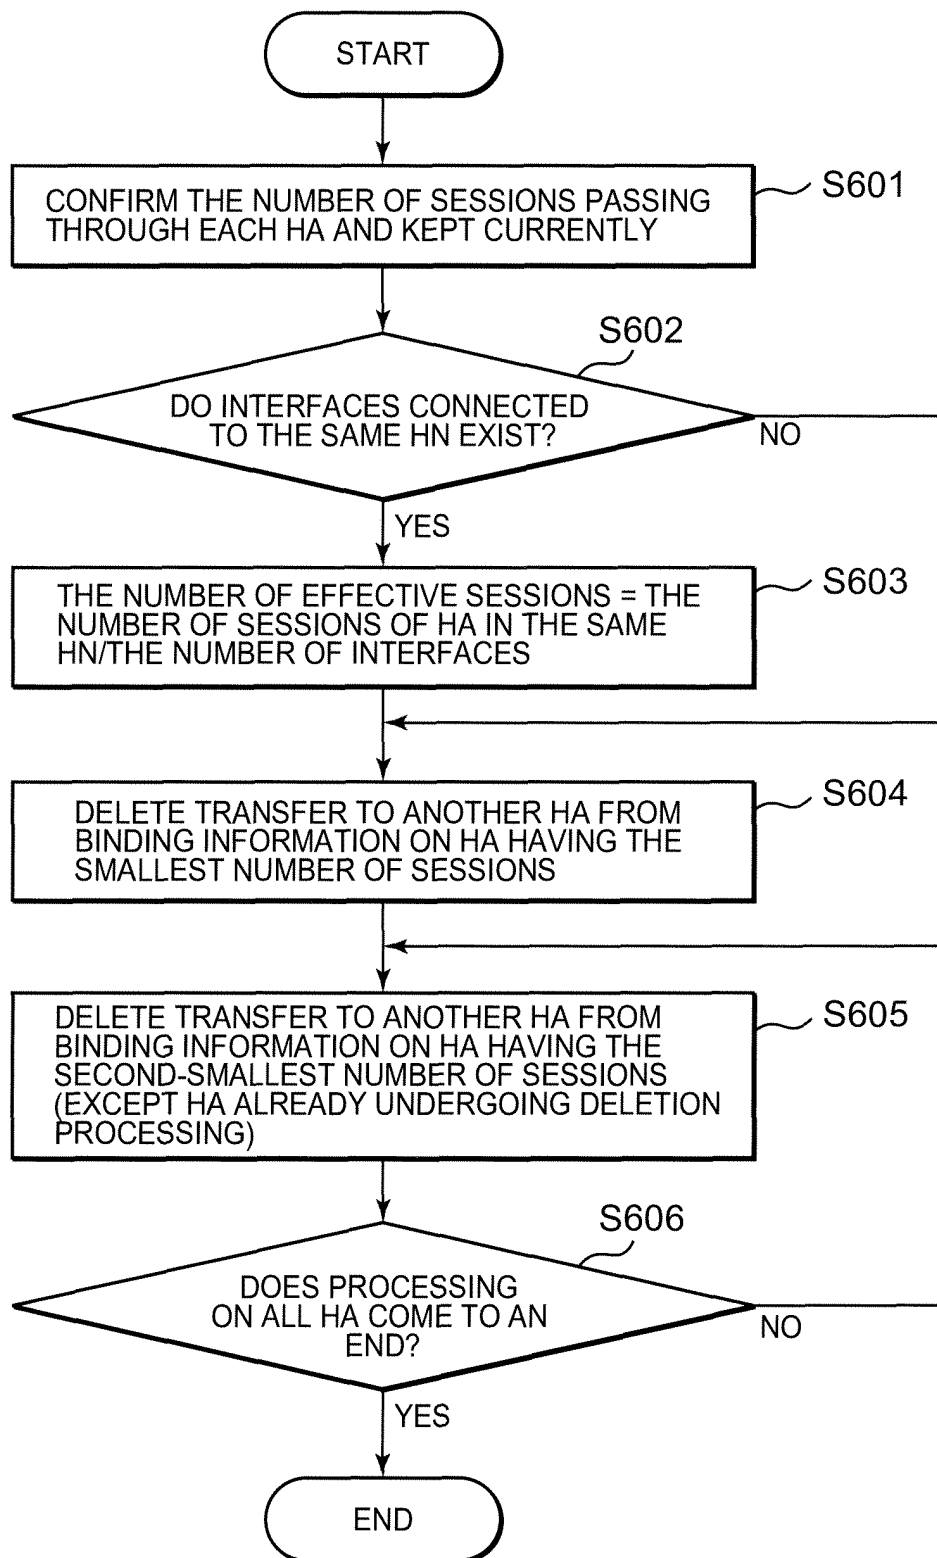 START
CONFIRM THE NUMBER OF SESSIONS PASSING
THROUGH EACH HA AND KEPT CURRENTLY
S601
S602
DO INTERFACES CONNECTED
TO THE SAME HN EXIST?
NO
YES
THE NUMBER OF EFFECTIVE SESSIONS = THE
NUMBER OF SESSIONS OF HA IN THE SAME
HN/THE NUMBER OF INTERFACES
S603
DELETE TRANSFER TO ANOTHER HA FROM
BINDING INFORMATION ON HA HAVING THE
SMALLEST NUMBER OF SESSIONS
S604
DELETE TRANSFER TO ANOTHER HA FROM
BINDING INFORMATION ON HA HAVING THE
SECOND-SMALLEST NUMBER OF SESSIONS
(EXCEPT HA ALREADY UNDERGOING DELETION
PROCESSING)
S605
S606
DOES PROCESSING
ON ALL HA COME TO AN
END?
NO
YES
END